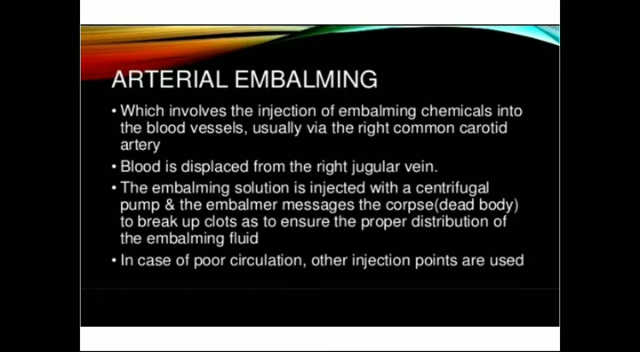 ARTERIAL EMBALMING
• Which involves the injection of embalming chemicals into
the blood vessels, usually via the right common carotid
artery
• Blood is displaced from the right jugular vein.
• The embalming solution is injected with a centrifugal
pump & the embalmer messages the corpse(dead body)
to break up clots as to ensure the proper distribution of
the embalming fluid
• In case of poor circulation, other injection points are used